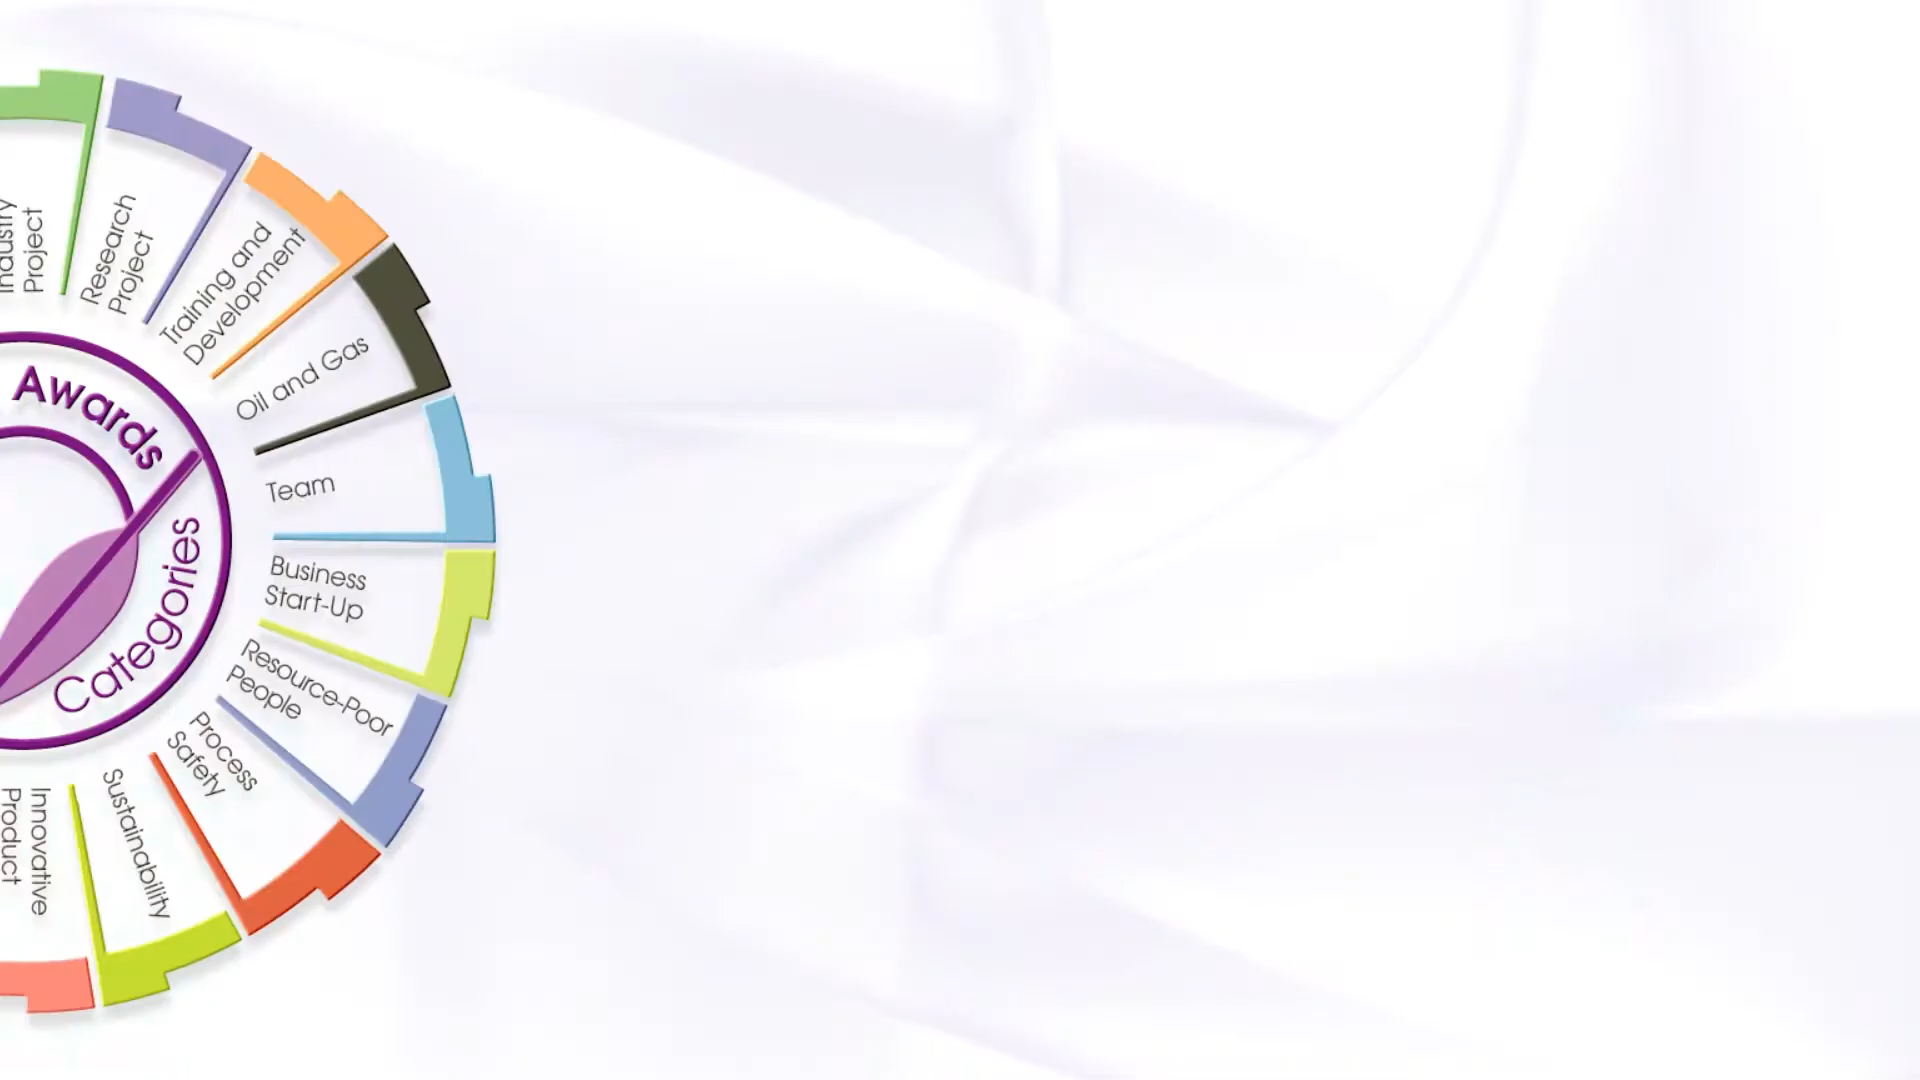 Awards
Categories
Industry
Project
Research
Project
Training and
Development
Oil and Gas
Team
Business
Start-Up
Resource-Poor
People
Process
Safety
Sustainability
Innovative
Product